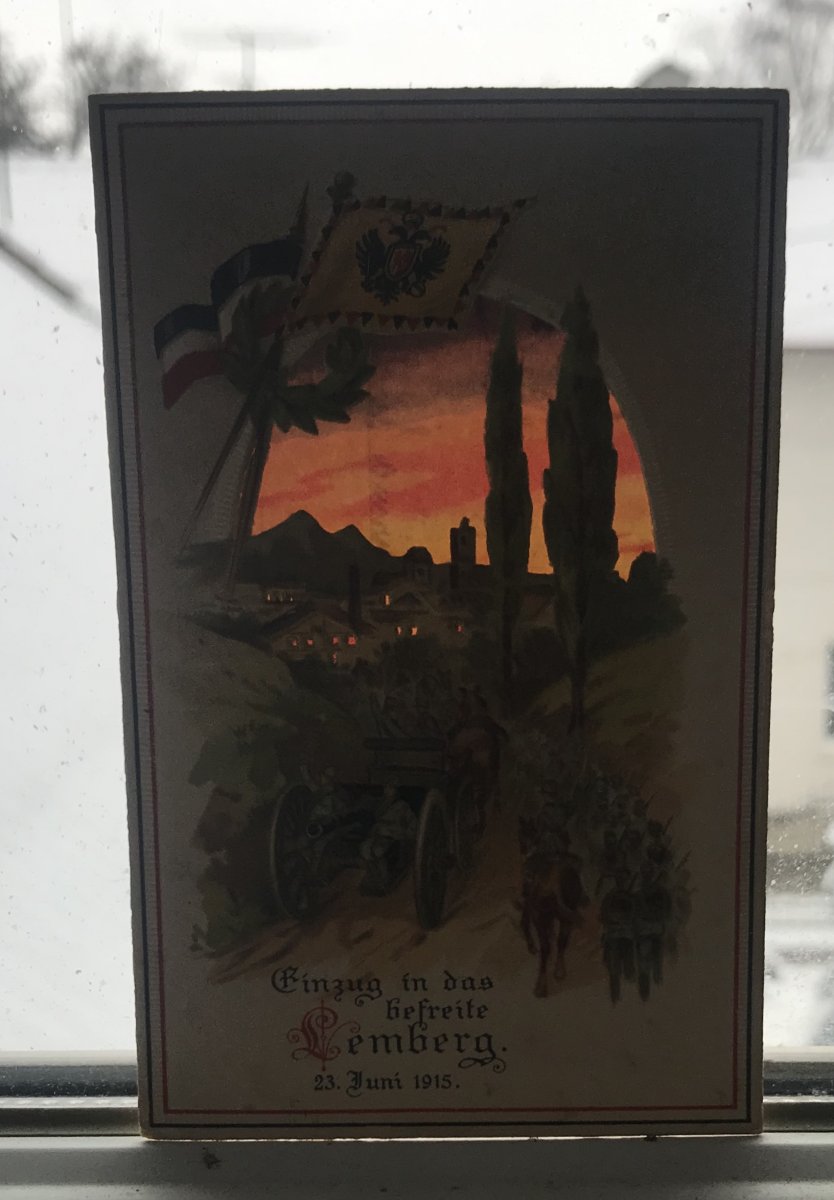 Einzug in das
befreite
Lemberg.
23. Juni 1915.